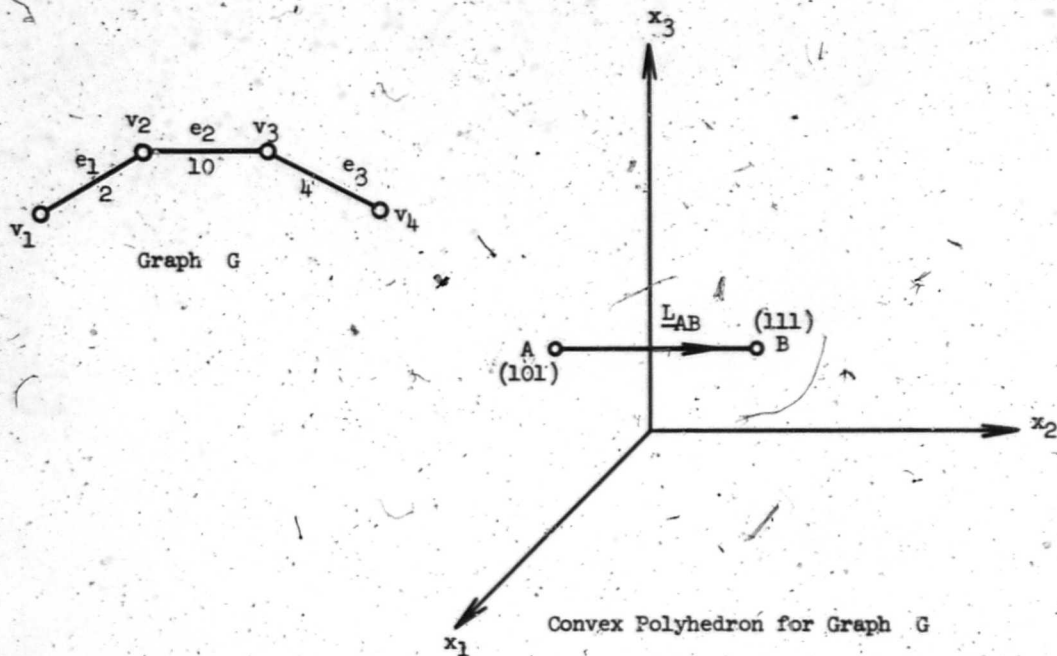 x3
v2 e2 v3
e1 10 e3
2 4
v1 v4
Graph G
LAB (111)
A B
(101)
x2
x1
Convex Polyhedron for Graph G